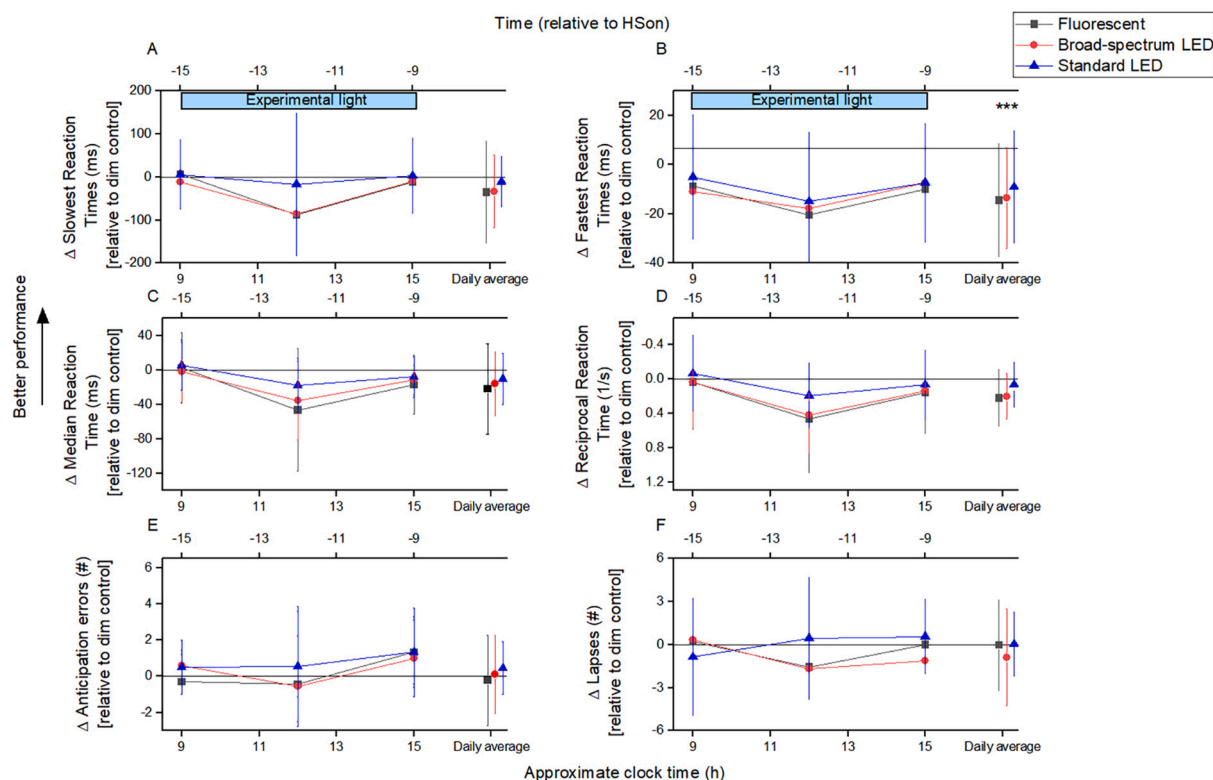 Time (relative to HSon)
Fluorescent
Broad-spectrum LED
Standard LED
A
-15 -13 -11 -9
Experimental light
200
100
0
-100
-200
Δ Slowest Reaction
Times (ms)
[relative to dim control]
9 11 13 15 Daily average
B
-15 -13 -11 -9
Experimental light
***
20
0
-20
-40
Δ Fastest Reaction
Times (ms)
[relative to dim control]
9 11 13 15 Daily average
Better performance
C
-15 -13 -11 -9
40
0
-40
-80
-120
Δ Median Reaction
Time (ms)
[relative to dim control]
9 11 13 15 Daily average
D
-15 -13 -11 -9
-0.4
0.0
0.4
0.8
1.2
Δ Reciprocal Reaction
Time (1/s)
[relative to dim control]
9 11 13 15 Daily average
E
-15 -13 -11 -9
6
4
2
0
-2
Δ Anticipation errors (#)
[relative to dim control]
9 11 13 15 Daily average
F
-15 -13 -11 -9
6
3
0
-3
-6
Δ Lapses (#)
[relative to dim control]
9 11 13 15 Daily average
Approximate clock time (h)